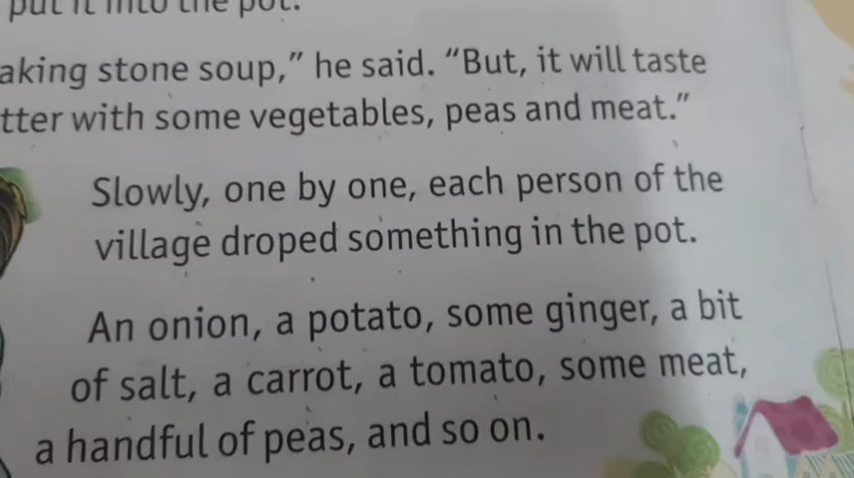 put it into the pot.
aking stone soup,” he said. “But, it will taste
tter with some vegetables, peas and meat.”
Slowly, one by one, each person of the
village droped something in the pot.
An onion, a potato, some ginger, a bit
of salt, a carrot, a tomato, some meat,
a handful of peas, and so on.